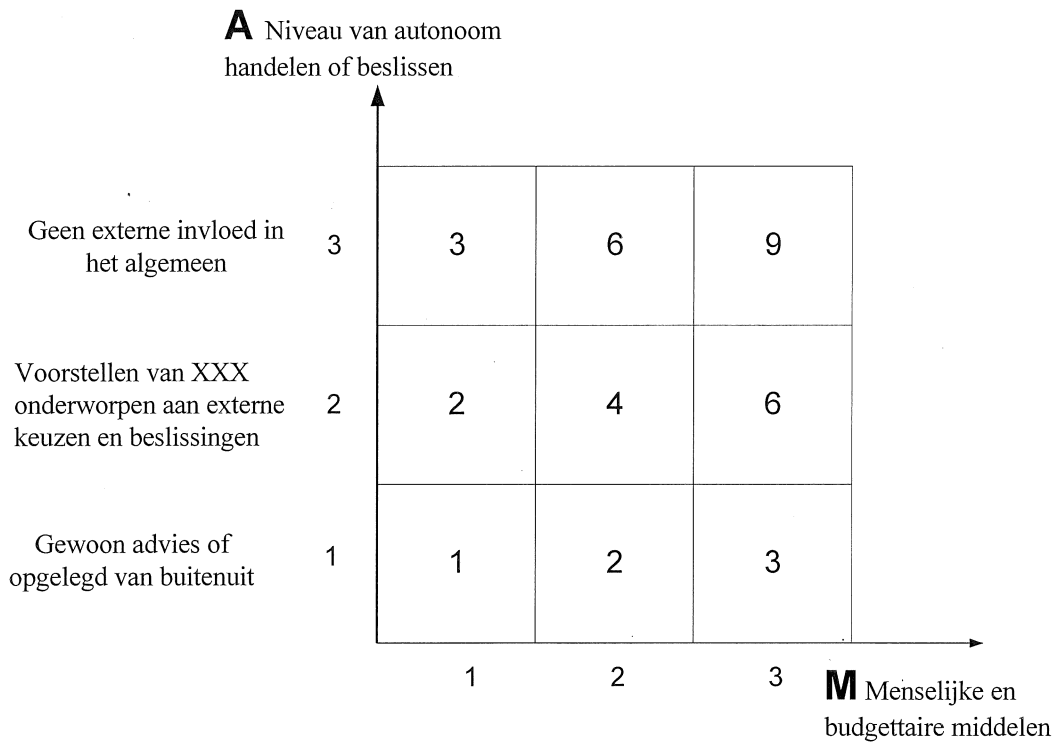 A Niveau van autonoom
handelen of beslissen
Geen externe invloed in
het algemeen
3
3 6 9
Voorstellen van XXX
onderworpen aan externe
keuzen en beslissingen
2
2 4 6
Gewoon advies of
opgelegd van buitenuit
1
1 2 3
1 2 3
M Menselijke en
budgettaire middelen